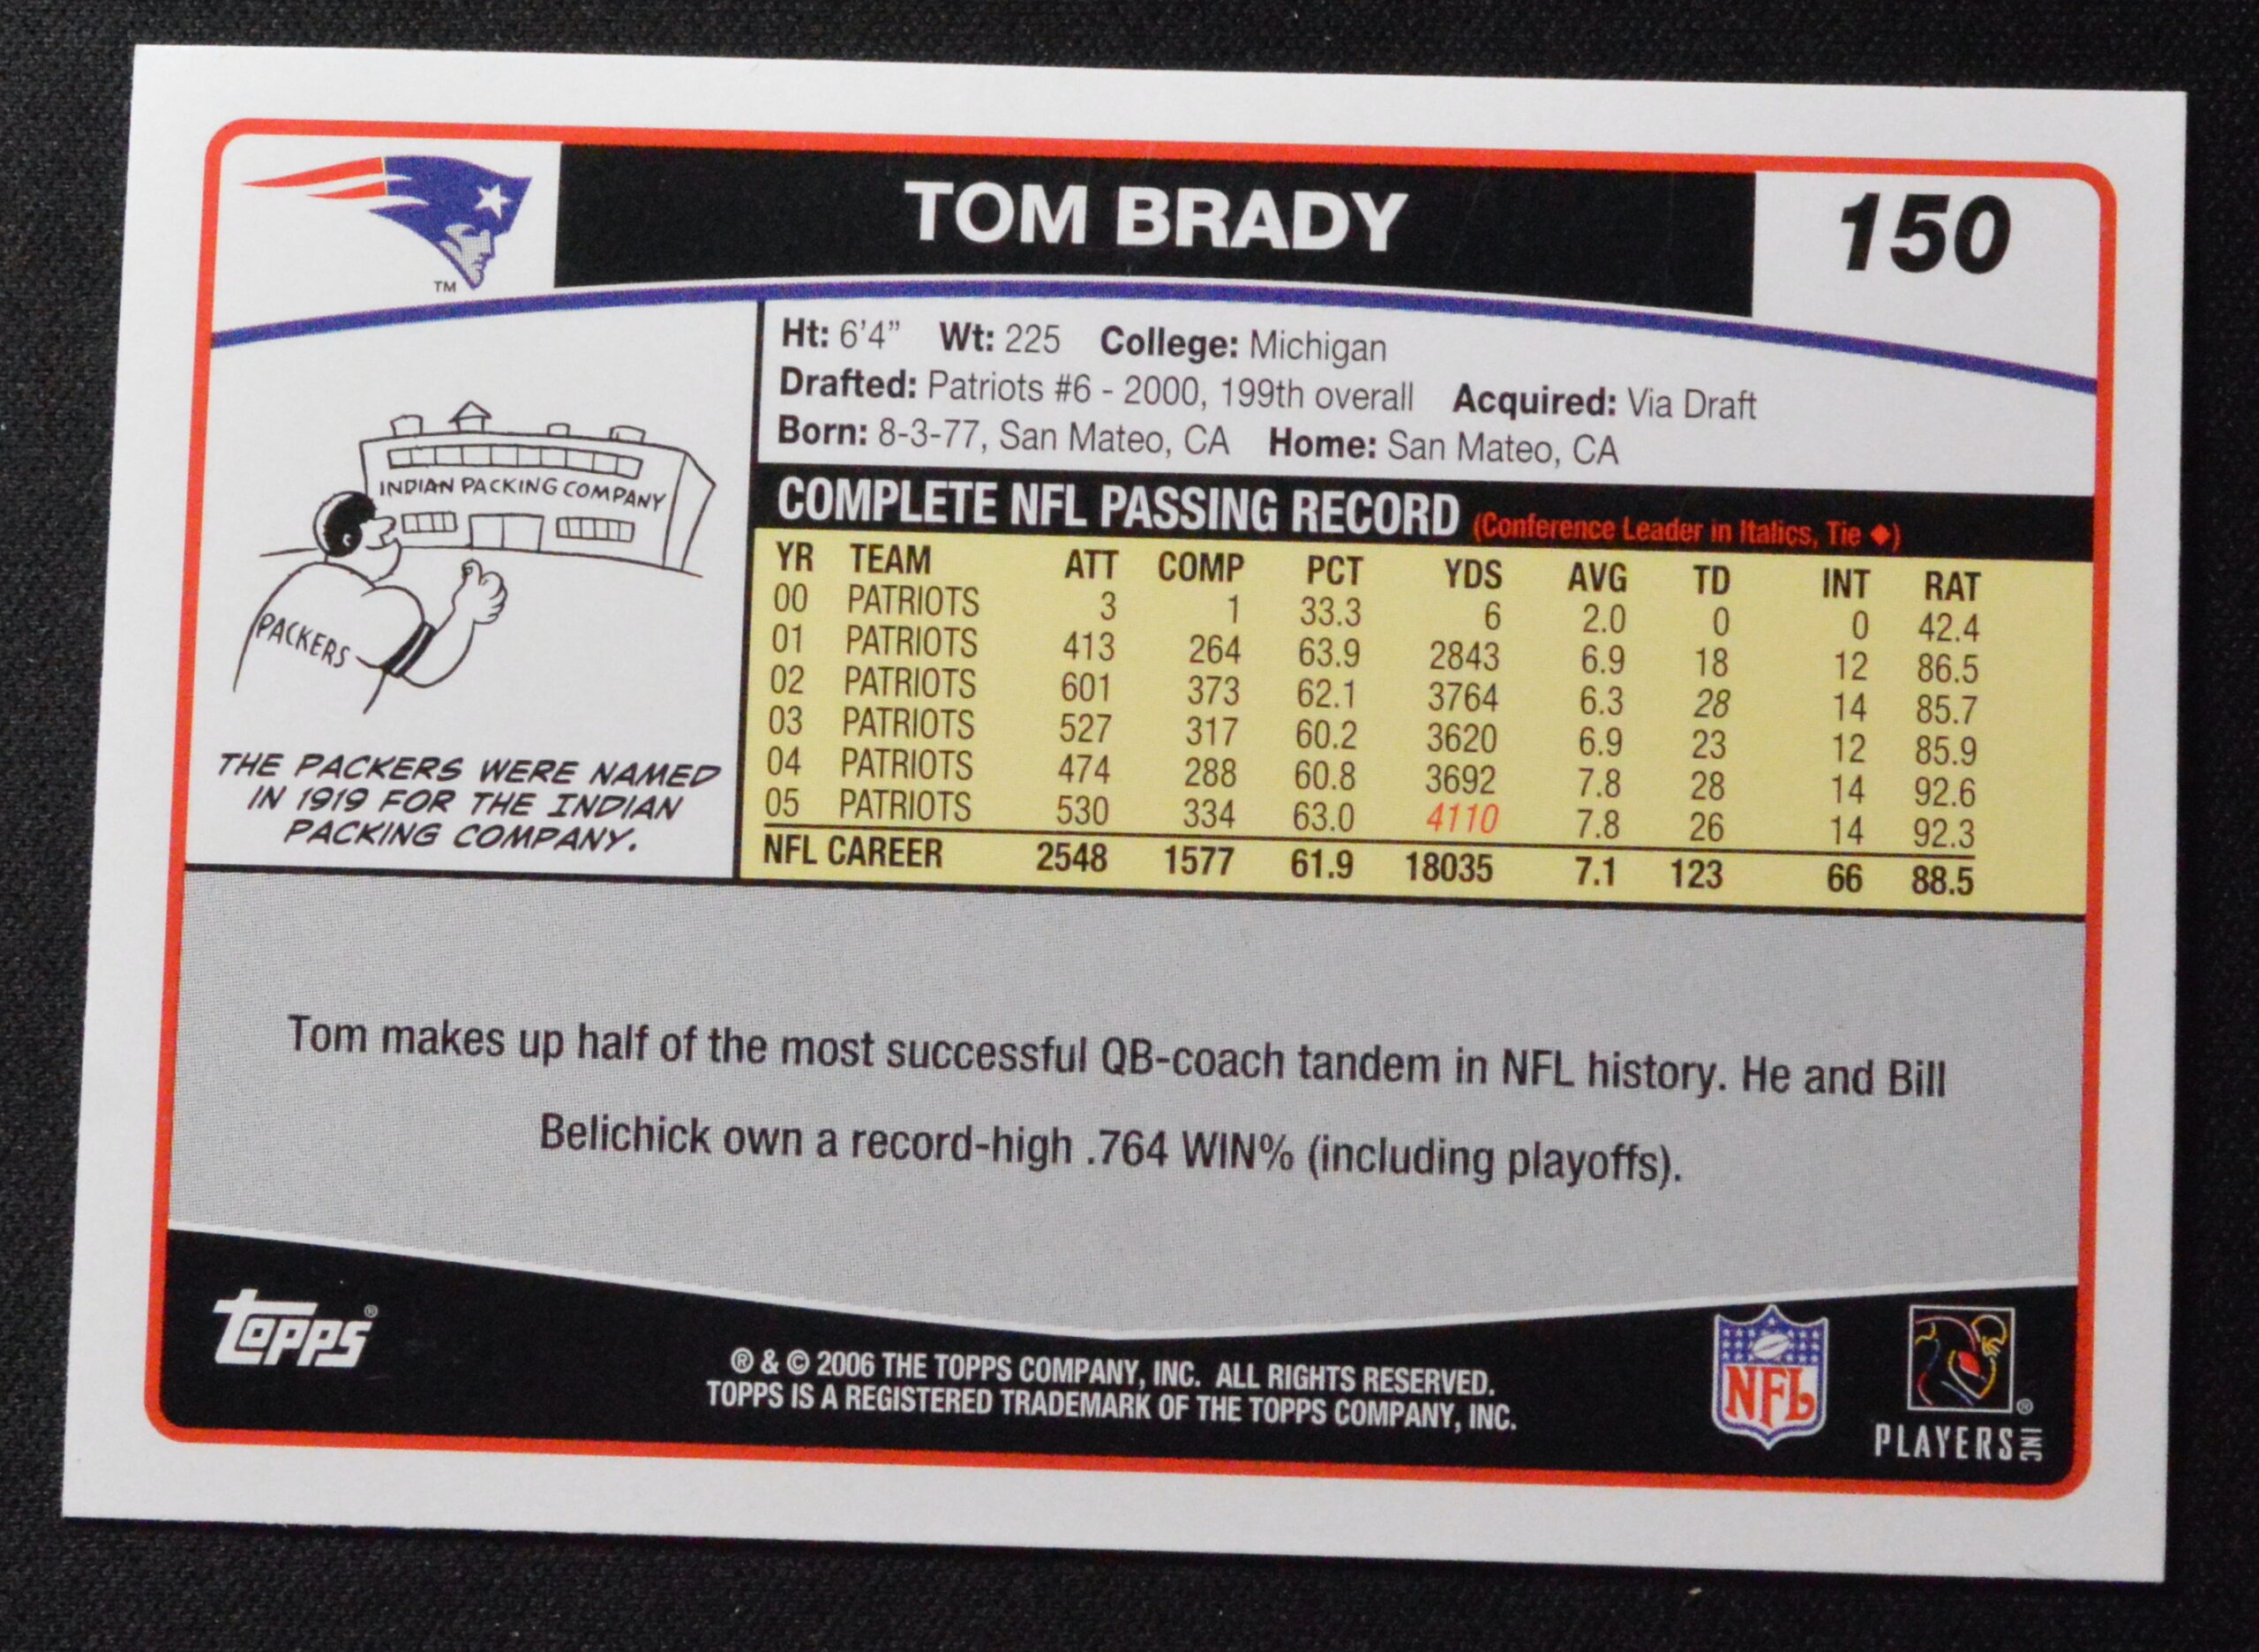 TOM BRADY
150
TM
Ht: 6'4" Wt: 225 College: Michigan
Drafted: Patriots #6 - 2000, 199th overall Acquired: Via Draft
Born: 8-3-77, San Mateo, CA Home: San Mateo, CA
INDIAN PACKING COMPANY
PACKERS
THE PACKERS WERE NAMED
IN 1919 FOR THE INDIAN
PACKING COMPANY.
COMPLETE NFL PASSING RECORD (Conference Leader in Italics, Tie ◆)
YR TEAM ATT COMP PCT YDS AVG TD INT RAT
00 PATRIOTS 3 1 33.3 6 2.0 0 0 42.4
01 PATRIOTS 413 264 63.9 2843 6.9 18 12 86.5
02 PATRIOTS 601 373 62.1 3764 6.3 28 14 85.7
03 PATRIOTS 527 317 60.2 3620 6.9 23 12 85.9
04 PATRIOTS 474 288 60.8 3692 7.8 28 14 92.6
05 PATRIOTS 530 334 63.0 4110 7.8 26 14 92.3
NFL CAREER 2548 1577 61.9 18035 7.1 123 66 88.5
Tom makes up half of the most successful QB-coach tandem in NFL history. He and Bill
Belichick own a record-high .764 WIN% (including playoffs).
Topps®
® & © 2006 THE TOPPS COMPANY, INC. ALL RIGHTS RESERVED.
TOPPS IS A REGISTERED TRADEMARK OF THE TOPPS COMPANY, INC.
NFL
®
PLAYERS INC